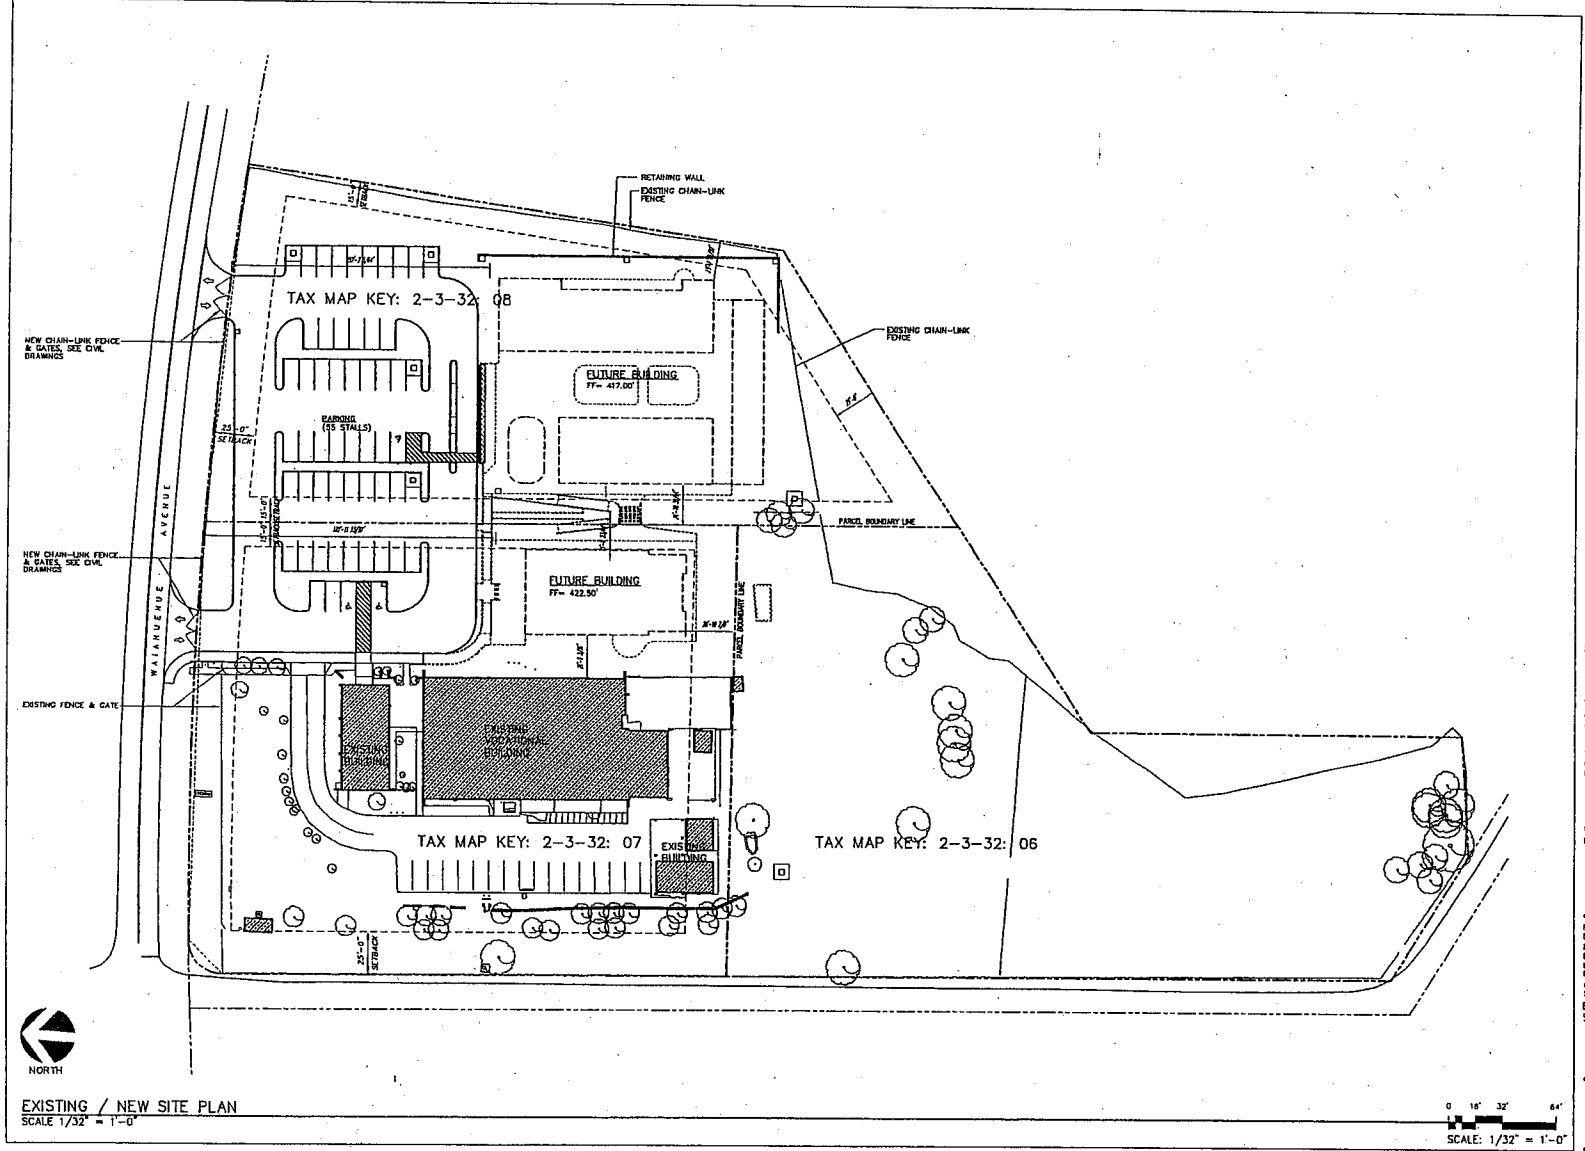 RETAINING WALL
EXISTING CHAIN-LINK
FENCE
15'-0"
SETBACK
TAX MAP KEY: 2-3-32: 08
NEW CHAIN-LINK FENCE
& GATES, SEE CIVIL
DRAWINGS
EXISTING CHAIN-LINK
FENCE
FUTURE BUILDING
FF= 417.00'
PARKING
(55 STALLS)
25'-0"
SETBACK
WAIANUENUE AVENUE
PARCEL BOUNDARY LINE
NEW CHAIN-LINK FENCE
& GATES, SEE CIVIL
DRAWINGS
FUTURE BUILDING
FF= 422.50'
PARCEL BOUNDARY LINE
EXISTING FENCE & GATE
EXISTING
BUILDING
EXISTING
VOCATIONAL
BUILDING
TAX MAP KEY: 2-3-32: 07
EXISTING
BUILDING
TAX MAP KEY: 2-3-32: 06
25'-0"
SETBACK
NORTH
EXISTING / NEW SITE PLAN
SCALE 1/32" = 1'-0"
0 16' 32' 64'
SCALE: 1/32" = 1'-0"